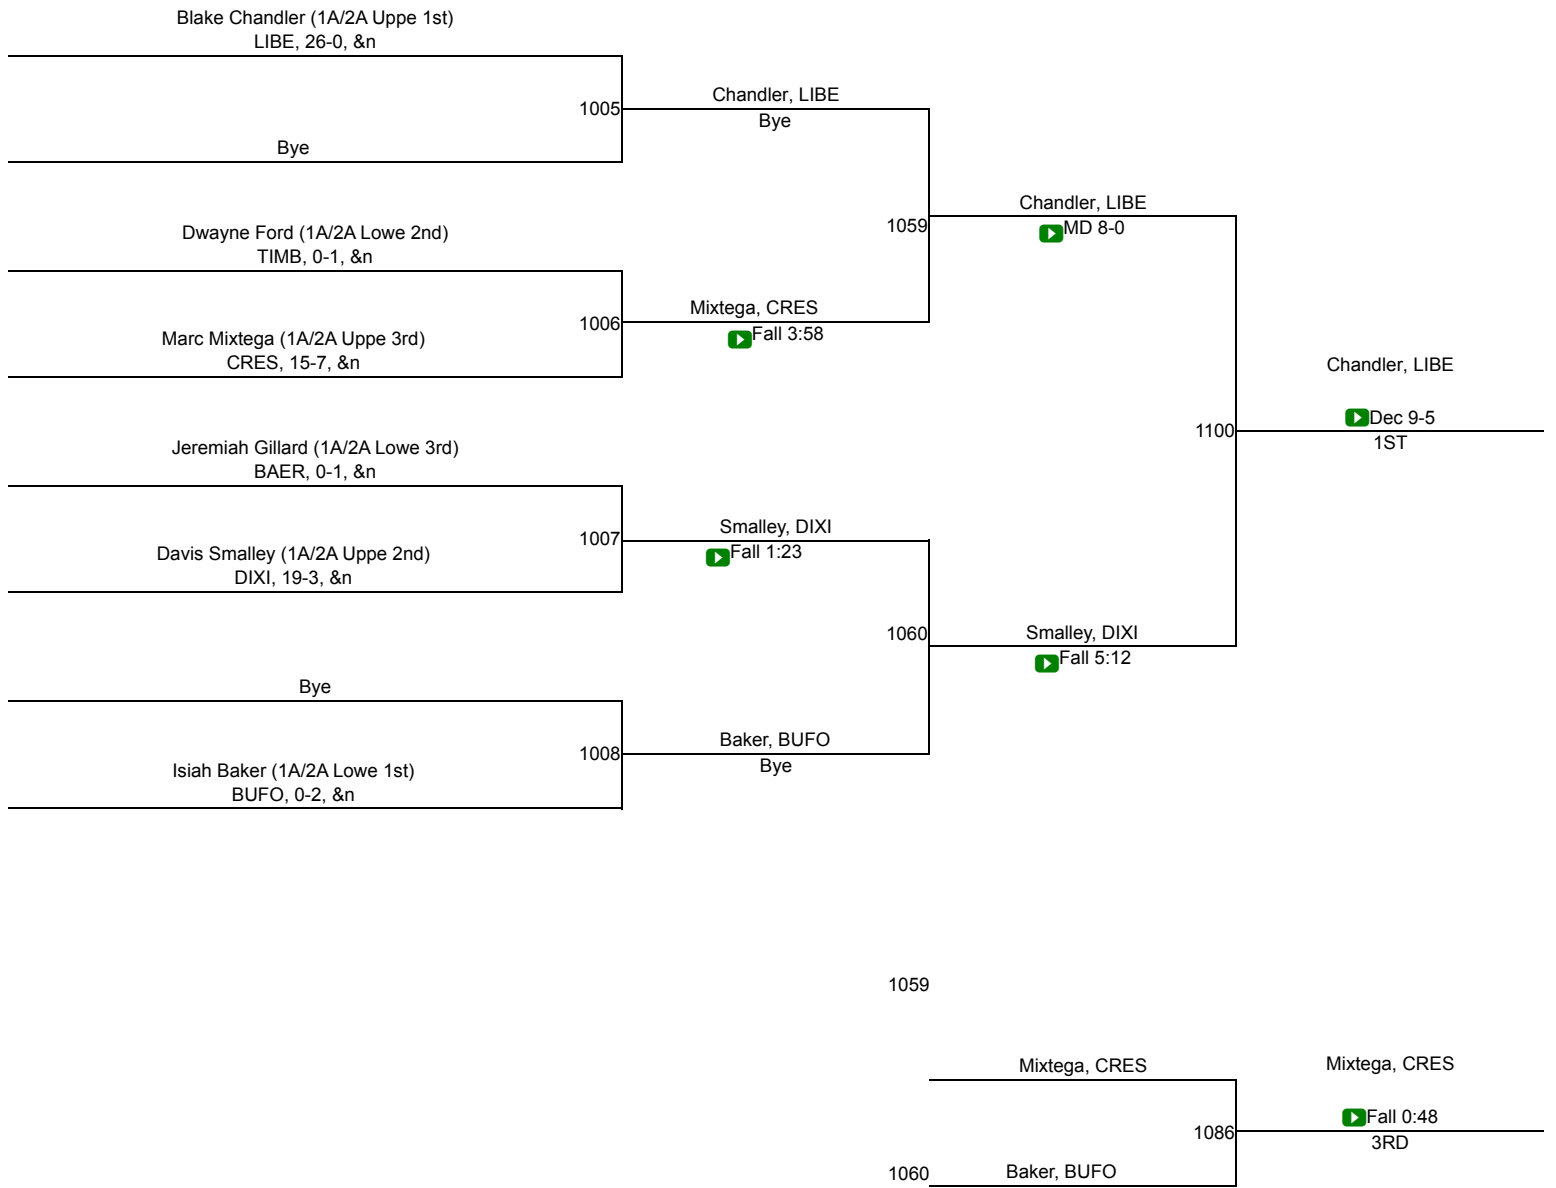 Blake Chandler (1A/2A Uppe 1st)
LIBE, 26-0, &n
1005
Chandler, LIBE
Bye
Bye
1059
Chandler, LIBE
MD 8-0
Dwayne Ford (1A/2A Lowe 2nd)
TIMB, 0-1, &n
1006
Mixtega, CRES
Fall 3:58
Marc Mixtega (1A/2A Uppe 3rd)
CRES, 15-7, &n
Chandler, LIBE
1100
Dec 9-5
1ST
Jeremiah Gillard (1A/2A Lowe 3rd)
BAER, 0-1, &n
1007
Smalley, DIXI
Fall 1:23
Davis Smalley (1A/2A Uppe 2nd)
DIXI, 19-3, &n
1060
Smalley, DIXI
Fall 5:12
Bye
1008
Baker, BUFO
Bye
Isiah Baker (1A/2A Lowe 1st)
BUFO, 0-2, &n
1059
Mixtega, CRES
Mixtega, CRES
1086
Fall 0:48
3RD
1060
Baker, BUFO